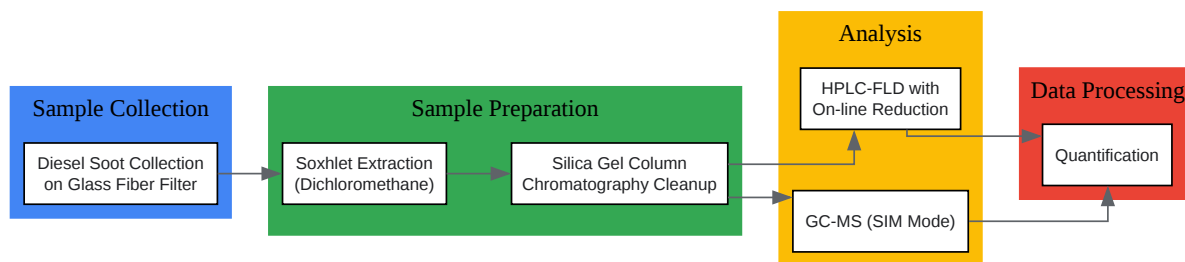 Sample Collection
Diesel Soot Collection
on Glass Fiber Filter
Sample Preparation
Soxhlet Extraction
(Dichloromethane)
Silica Gel Column
Chromatography Cleanup
Analysis
HPLC-FLD with
On-line Reduction
GC-MS (SIM Mode)
Data Processing
Quantification